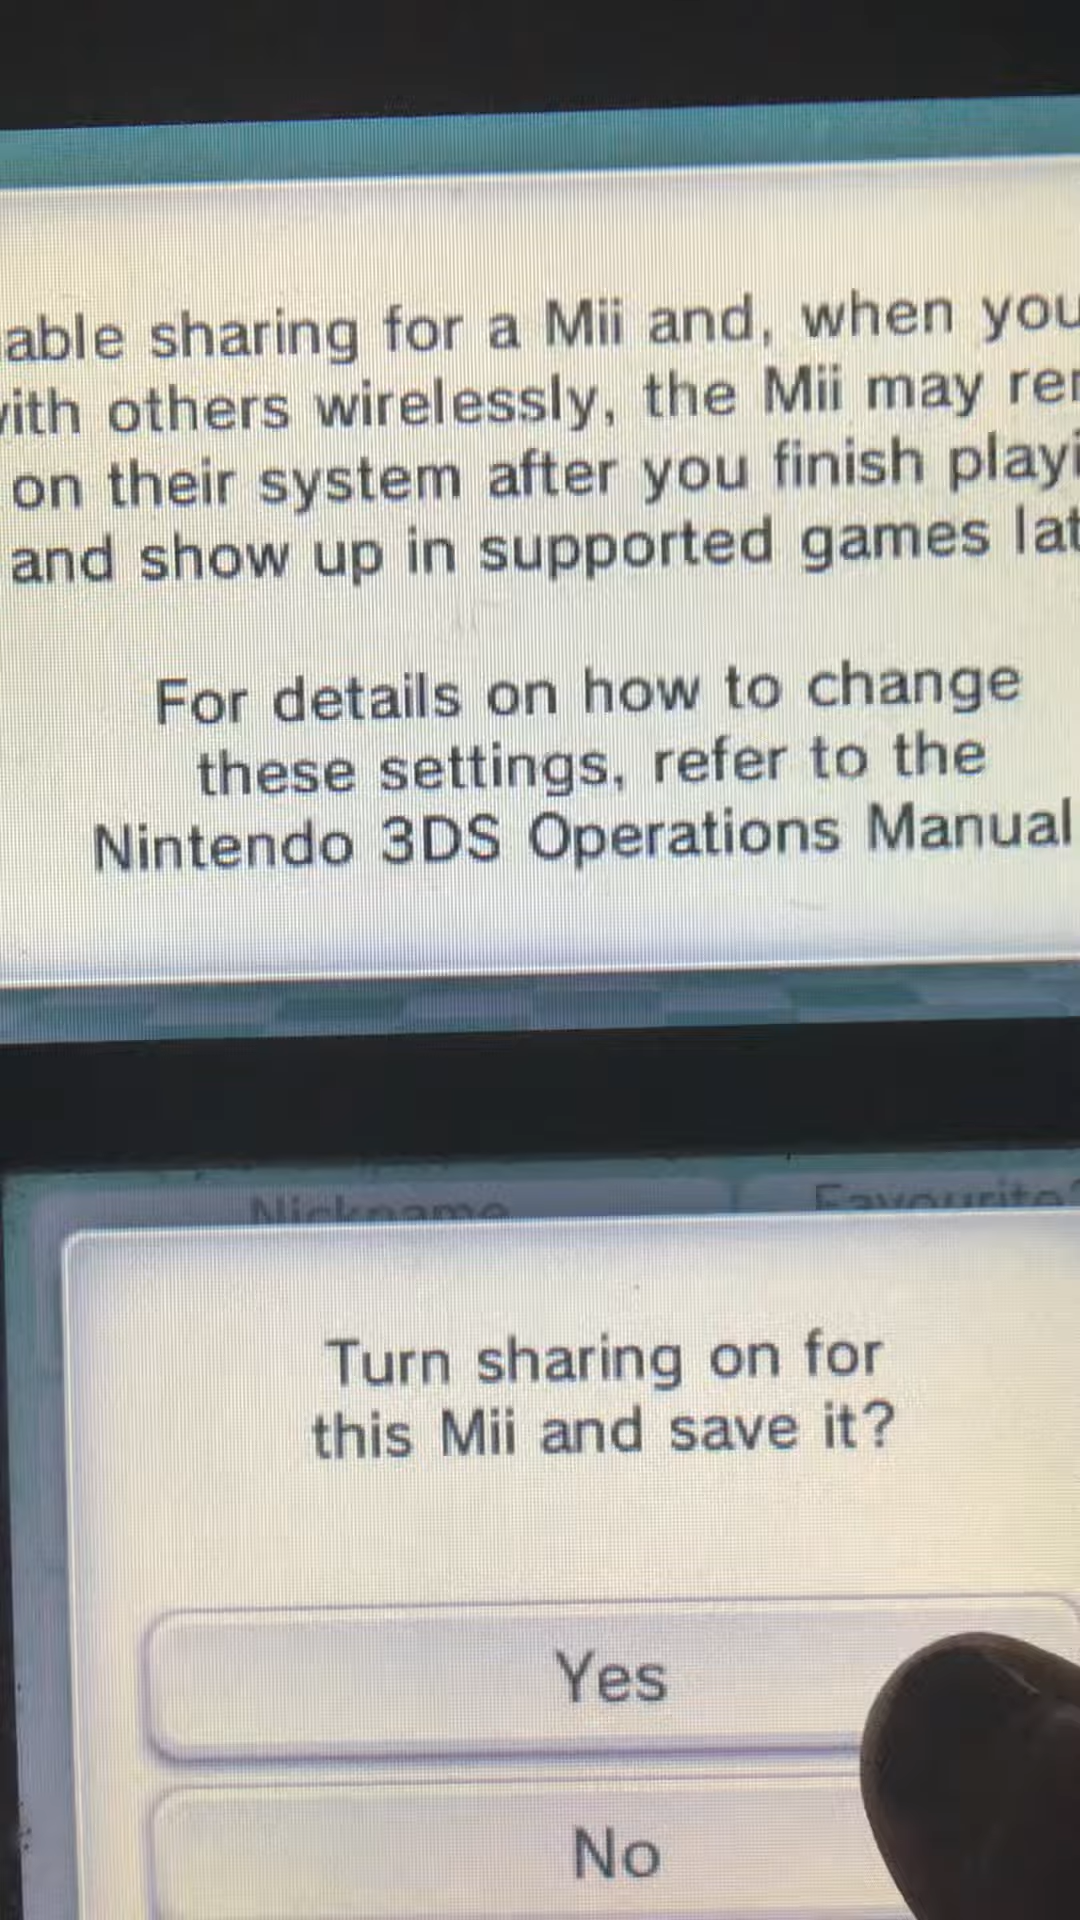 able sharing for a Mii and, when you
with others wirelessly, the Mii may
on their system after you finish
and show up in supported games
For details on how to change
these settings, refer to the
Nintendo 3DS Operations Manual
Nickname
Favourite?
Turn sharing on for
this Mii and save it?
Yes
No